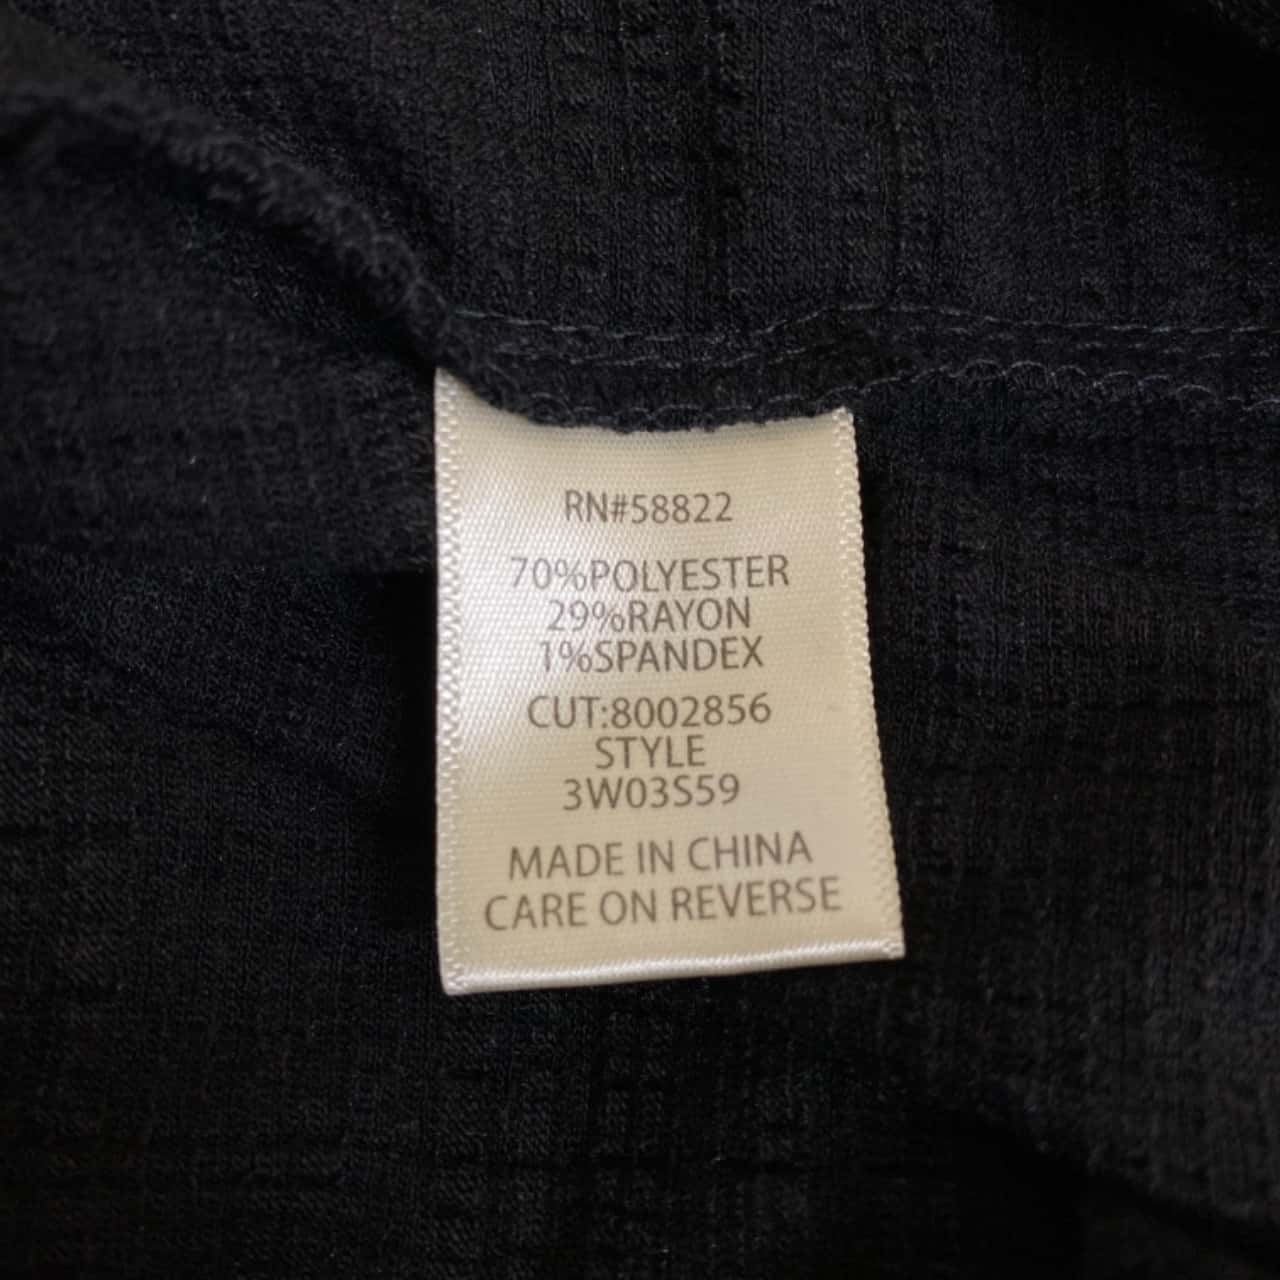 RN#58822
70%POLYESTER
29%RAYON
1%SPANDEX
CUT:8002856
STYLE
3W03S59
MADE IN CHINA
CARE ON REVERSE